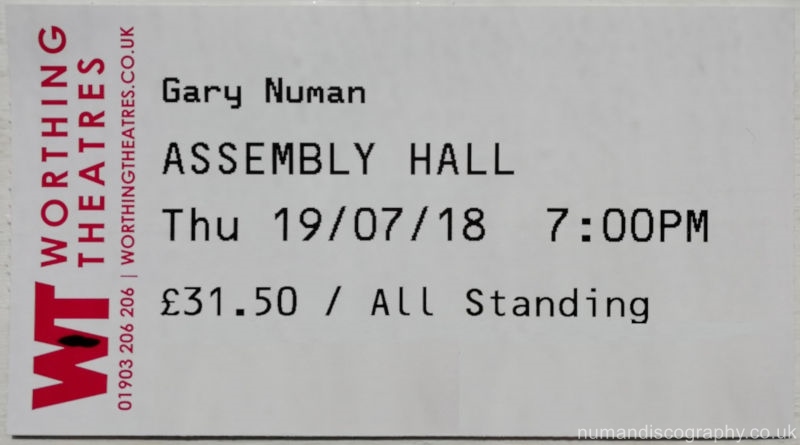 WORTHING
THEATRES
WT
01903 206 206 | WORTHINGTHEATRES.CO.UK
Gary Numan
ASSEMBLY HALL
Thu 19/07/18 7:00PM
£31.50 / All Standing
numandiscography.co.uk